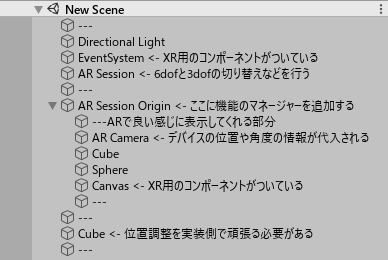 New Scene
---
Directional Light
EventSystem <- XR用のコンポーネントがついている
AR Session <- 6dofと3dofの切り替えなどを行う
---
AR Session Origin <- ここに機能のマネージャーを追加する
---ARで良い感じに表示してくれる部分
AR Camera <- デバイスの位置や角度の情報が代入される
Cube
Sphere
Canvas <- XR用のコンポーネントがついている
---
---
Cube <- 位置調整を実装側で頑張る必要がある
---